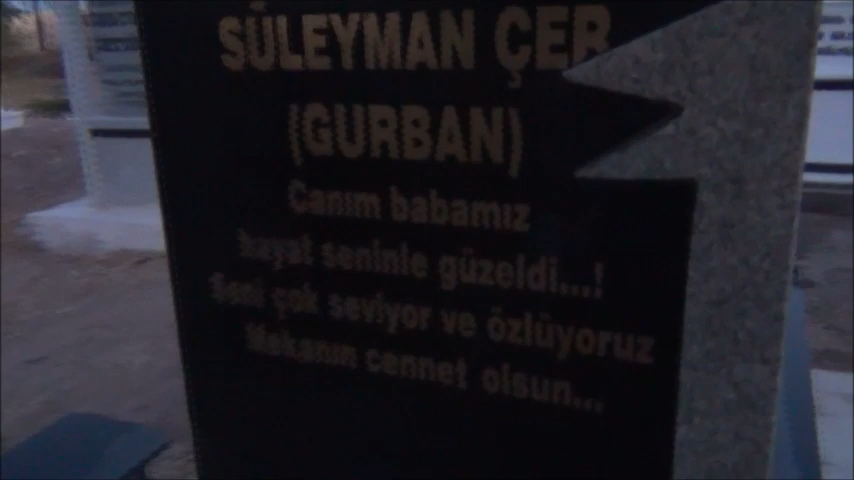 SÜLEYMAN ÇER
(GURBAN)
Canım babamız
hayat seninle güzeldi...!
Seni çok seviyor ve özlüyoruz
Mekanın cennet olsun...